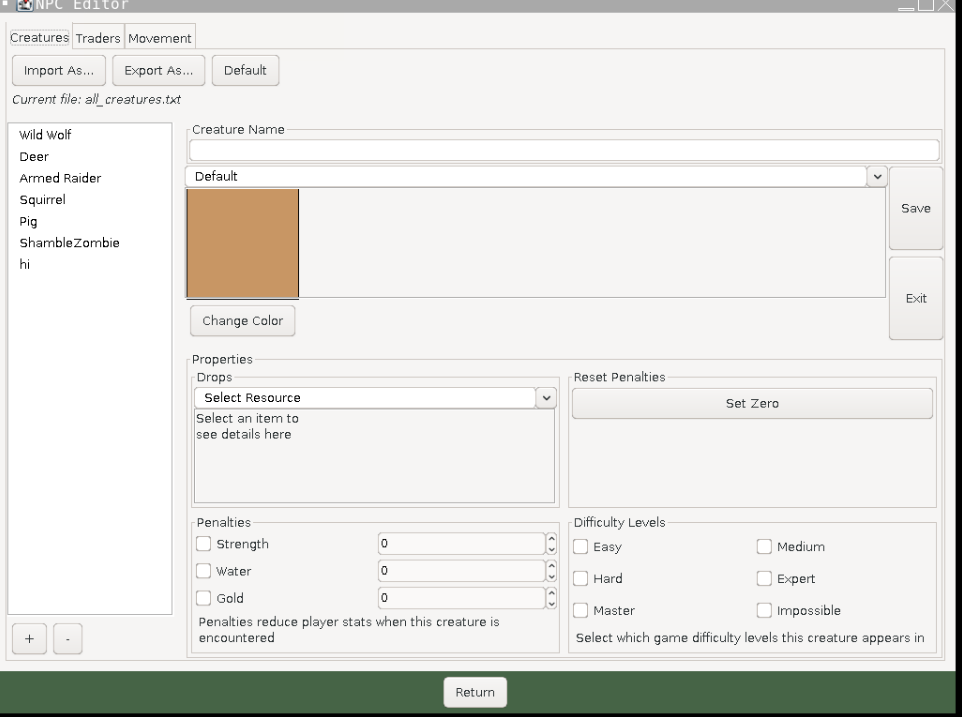 NPC Editor
Creatures Traders Movement
Import As... Export As... Default
Current file: all_creatures.txt
Wild Wolf
Deer
Armed Raider
Squirrel
Pig
ShambleZombie
hi
+ -
Creature Name
Default
Save
Exit
Change Color
Properties
Drops
Select Resource
Select an item to
see details here
Reset Penalties
Set Zero
Penalties
Strength 0
Water 0
Gold 0
Penalties reduce player stats when this creature is
encountered
Difficulty Levels
Easy Medium
Hard Expert
Master Impossible
Select which game difficulty levels this creature appears in
Return